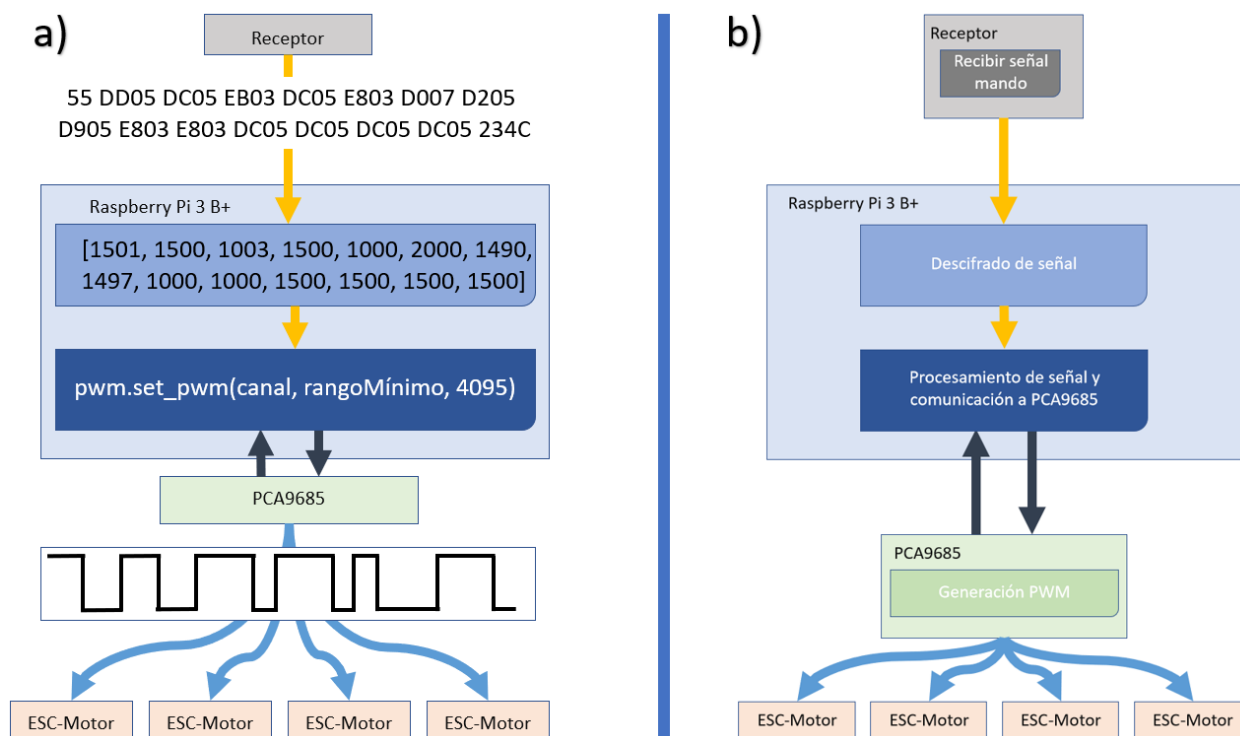 a)
Receptor
55 DD05 DC05 EB03 DC05 E803 D007 D205
D905 E803 E803 DC05 DC05 DC05 DC05 234C
Raspberry Pi 3 B+
[1501, 1500, 1003, 1500, 1000, 2000, 1490,
1497, 1000, 1000, 1500, 1500, 1500, 1500]
pwm.set_pwm(canal, rangoMínimo, 4095)
PCA9685
ESC-Motor
ESC-Motor
ESC-Motor
ESC-Motor
b)
Receptor
Recibir señal
mando
Raspberry Pi 3 B+
Descifrado de señal
Procesamiento de señal y
comunicación a PCA9685
PCA9685
Generación PWM
ESC-Motor
ESC-Motor
ESC-Motor
ESC-Motor